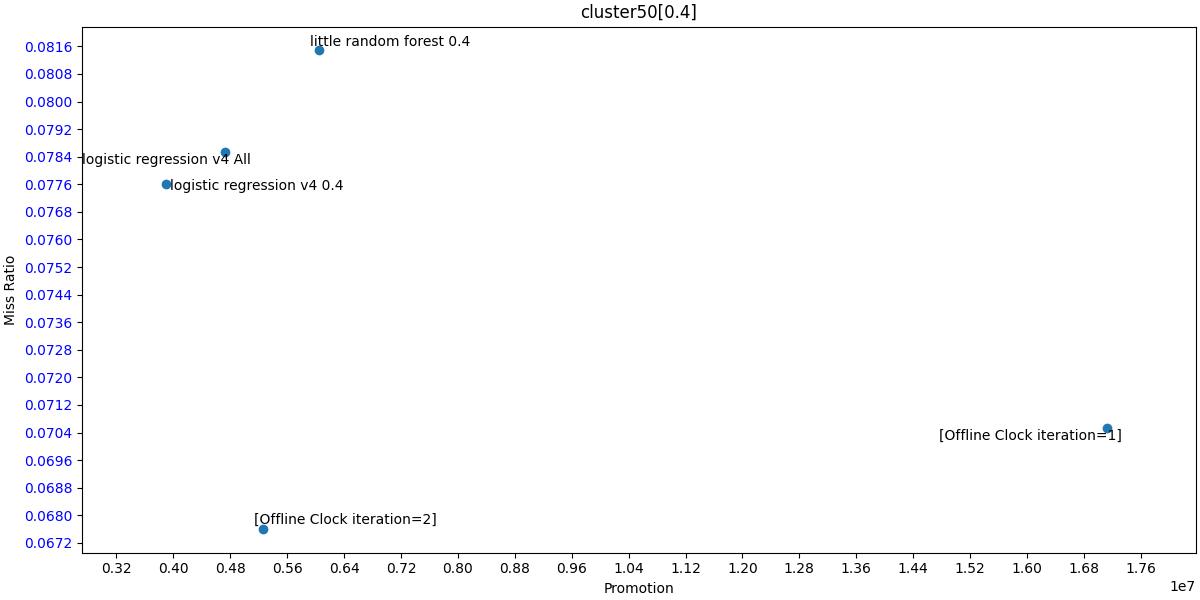 cluster50[0.4]
0.0816
0.0808
0.0800
0.0792
0.0784
0.0776
0.0768
0.0760
0.0752
0.0744
0.0736
0.0728
0.0720
0.0712
0.0704
0.0696
0.0688
0.0680
0.0672
Miss Ratio
little random forest 0.4
logistic regression v4 All
logistic regression v4 0.4
[Offline Clock iteration=1]
[Offline Clock iteration=2]
0.32 0.40 0.48 0.56 0.64 0.72 0.80 0.88 0.96 1.04 1.12 1.20 1.28 1.36 1.44 1.52 1.60 1.68 1.76
1e7
Promotion